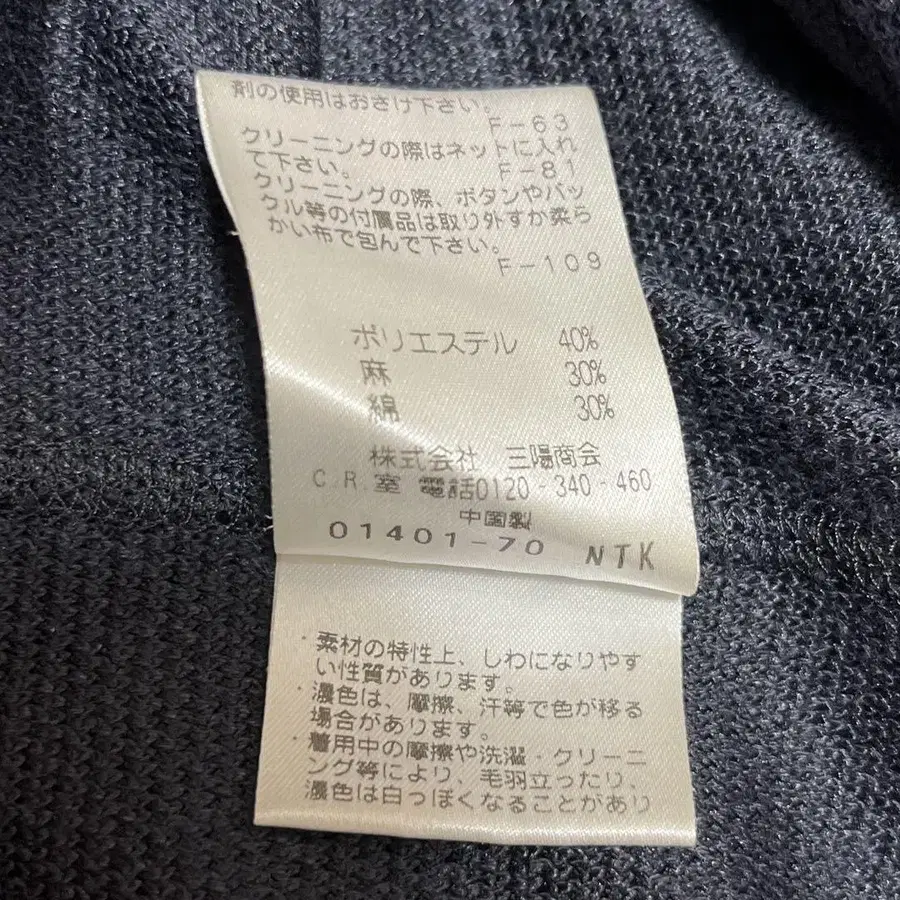 剤の使用はおさけ下さい。
F-63
クリーニングの際はネットに入れ
て下さい。 F-81
クリーニングの際、ボタンやバッ
クル等の付属品は取り外すか柔ら
かい布で包んで下さい。
F-109
ポリエステル 40%
麻 30%
綿 30%
株式会社 三陽商会
C.R.室 電話0120-340-460
中国製
01401-70 NTK
・素材の特性上、しわになりやす
い性質があります。
・濃色は、摩擦、汗等で色が移る
場合があります。
・着用中の摩擦や洗濯・クリーニ
ング等により、毛羽立ったり、
濃色は白っぽくなることがあり